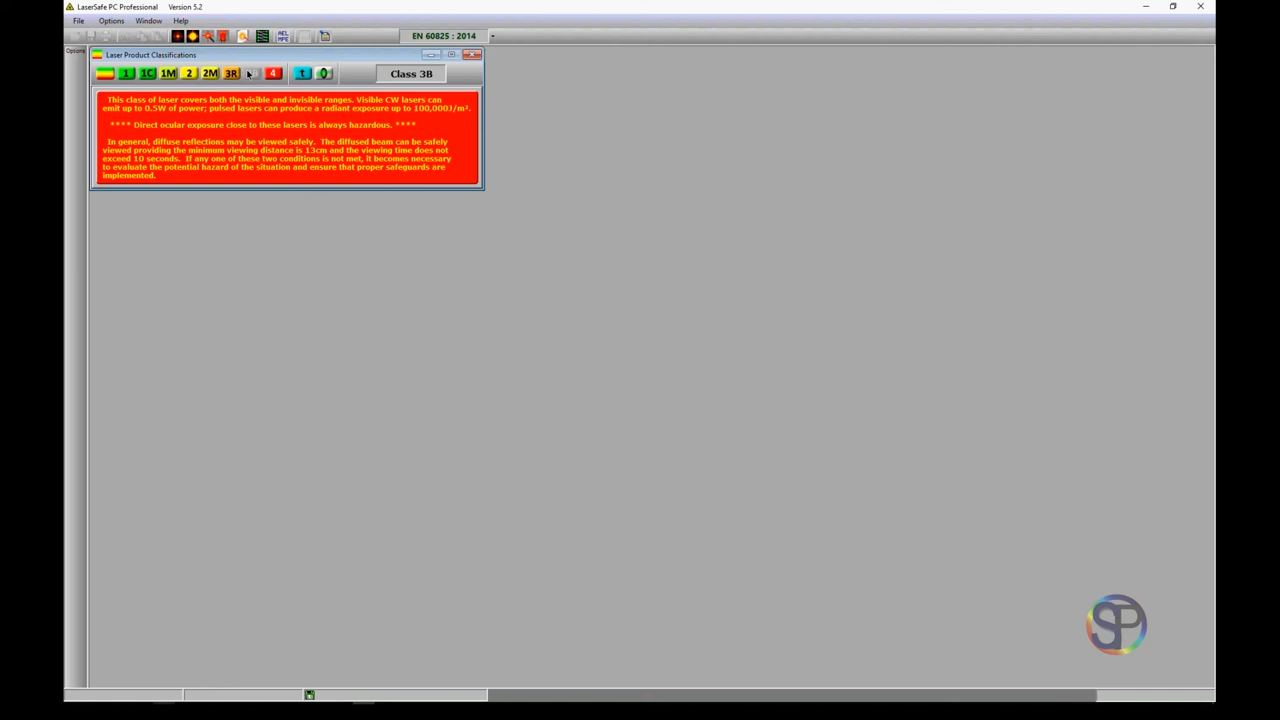 LaserSafe PC Professional Version 5.2
File Options Window Help
AEL
MPE
EN 60825 : 2014
Options
Laser Product Classifications
1 1C 1M 2 2M 3R 4 t 0 Class 3B
This class of laser covers both the visible and invisible ranges. Visible CW lasers can
emit up to 0.5W of power; pulsed lasers can produce a radiant exposure up to 100,000J/m².
**** Direct ocular exposure close to these lasers is always hazardous. ****
In general, diffuse reflections may be viewed safely. The diffused beam can be safely
viewed providing the minimum viewing distance is 13cm and the viewing time does not
exceed 10 seconds. If any one of these two conditions is not met, it becomes necessary
to evaluate the potential hazard of the situation and ensure that proper safeguards are
implemented.
SP